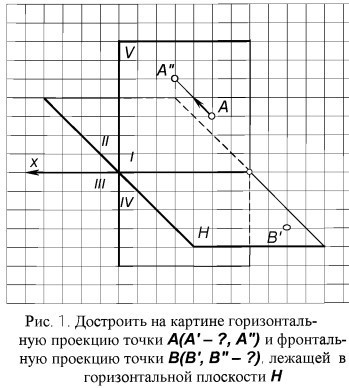 V
A"
A
II
I
x
III
IV
H
B'
Рис. 1. Достроить на картине горизонталь-
ную проекцию точки A(A' – ?, A") и фронталь-
ную проекцию точки B(B', B" – ?), лежащей в
горизонтальной плоскости H